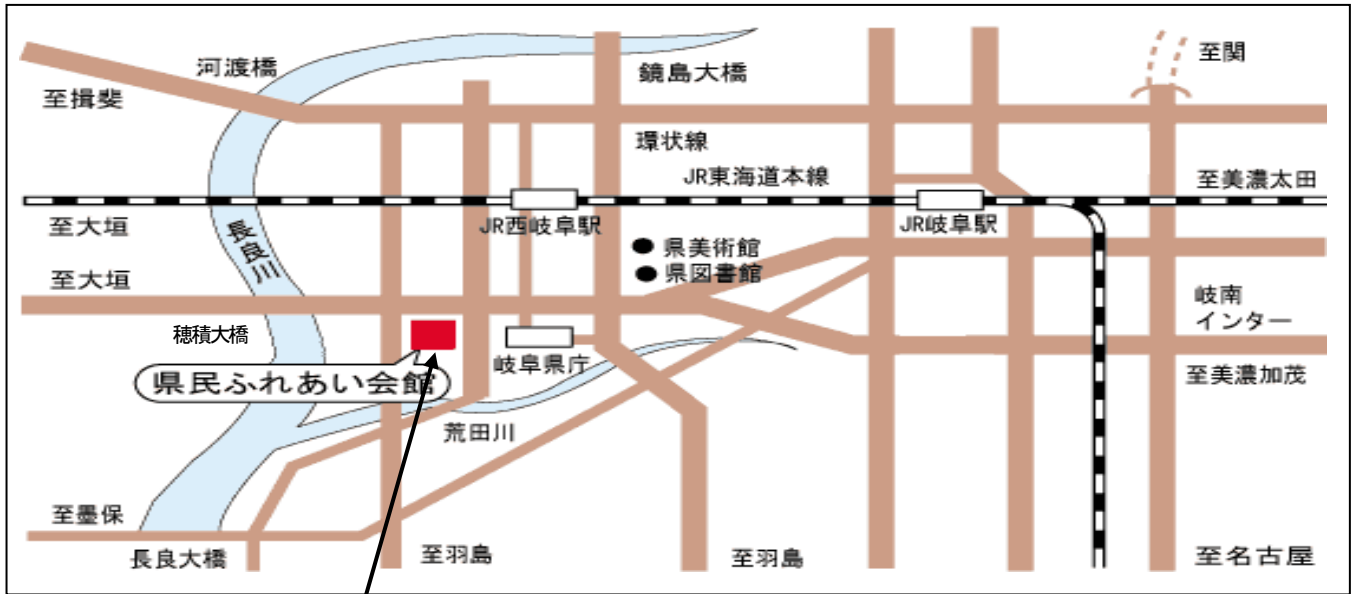 河渡橋
至揖斐
鏡島大橋
至関
環状線
JR東海道本線
至美濃太田
至大垣
長良川
JR西岐阜駅
JR岐阜駅
県美術館
県図書館
至大垣
岐南
インター
穂積大橋
岐阜県庁
県民ふれあい会館
至美濃加茂
荒田川
至墨保
長良大橋
至羽島
至羽島
至名古屋